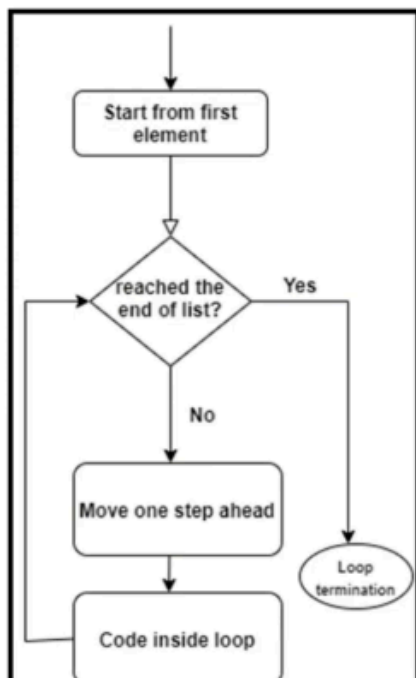 Start from first
element
reached the
end of list?
Yes
No
Move one step ahead
Loop
termination
Code inside loop